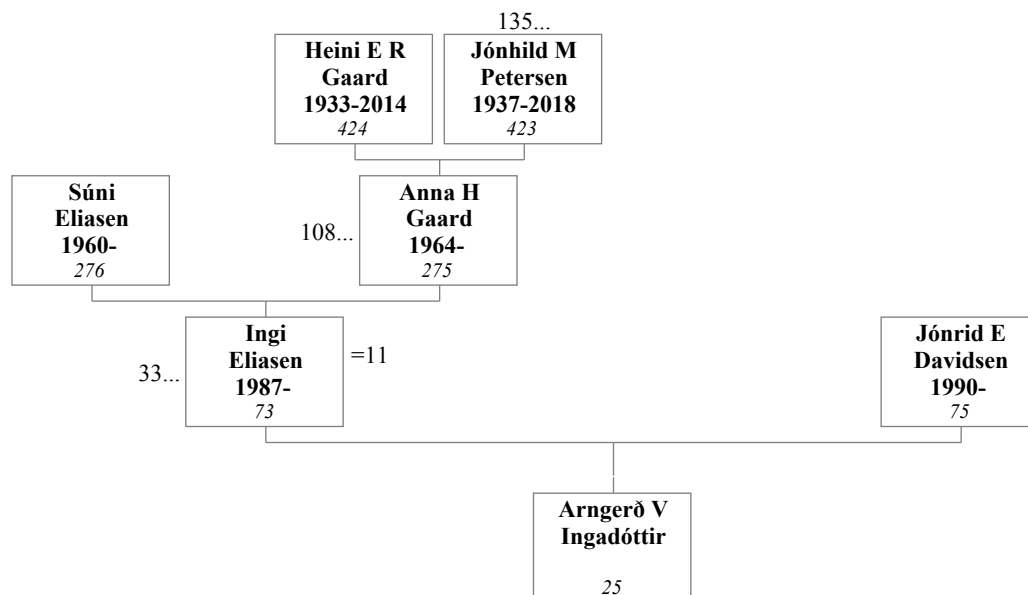 135...
Heini E R
Gaard
1933-2014
424
Jónhild M
Petersen
1937-2018
423
Súni
Eliasen
1960-
276
108...
Anna H
Gaard
1964-
275
33...
Ingi
Eliasen
1987-
73
=11
Jónrid E
Davidsen
1990-
75
Arngerð V
Ingadóttir
25